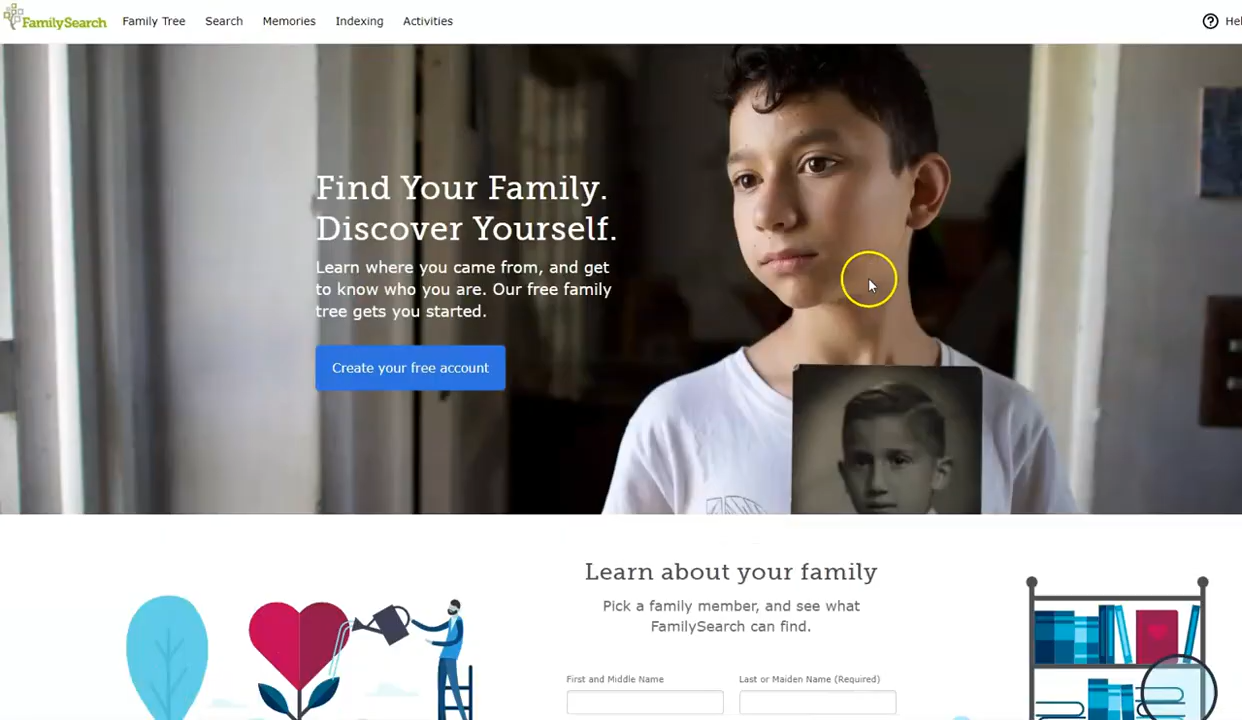 FamilySearch
Family Tree
Search
Memories
Indexing
Activities
Find Your Family.
Discover Yourself.
Learn where you came from, and get
to know who you are. Our free family
tree gets you started.
Create your free account
Learn about your family
Pick a family member, and see what
FamilySearch can find.
First and Middle Name
Last or Maiden Name (Required)